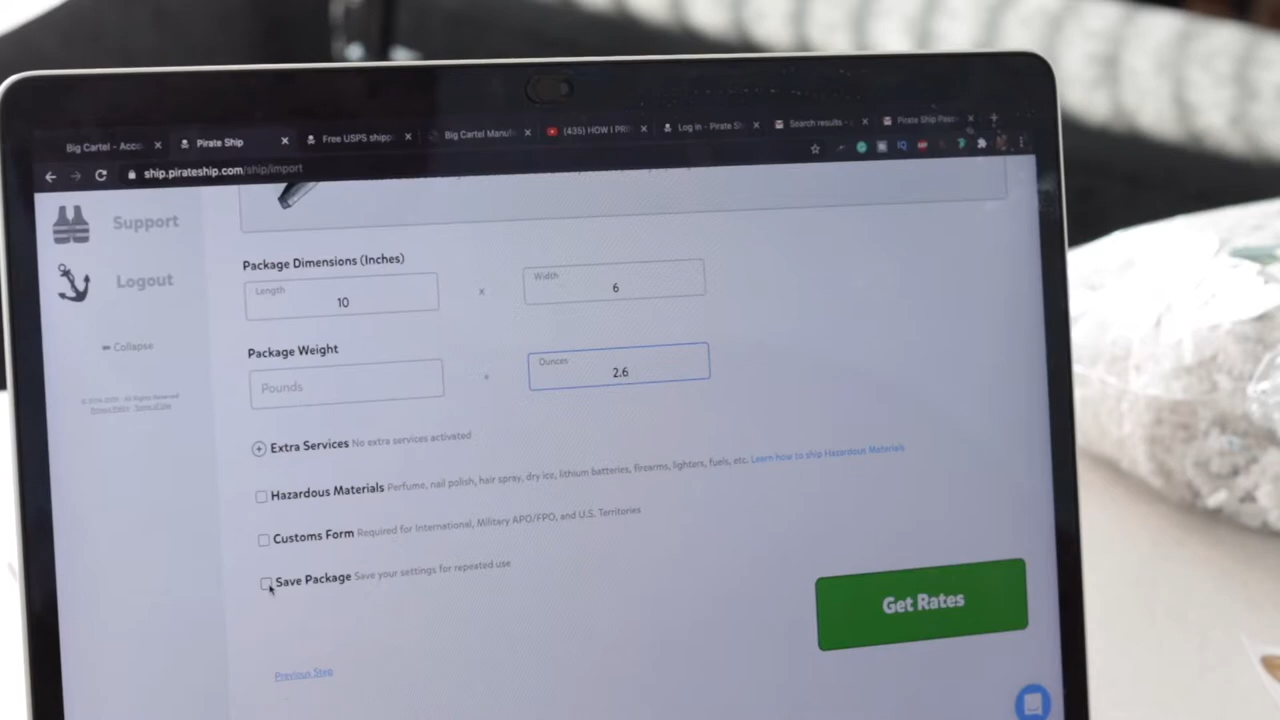 Big Cartel - Acco
Pirate Ship
Free USPS shipp
Big Cartel Manu
(435) HOW I PRI
Log in - Pirate Sh
Search results -
Pirate Ship Pass
ship.pirateship.com/ship/import
Support
Logout
Collapse
Package Dimensions (Inches)
Length
10
x
Width
6
Package Weight
Pounds
+
Ounces
2.6
Extra Services No extra services activated
Hazardous Materials Perfume, nail polish, hair spray, dry ice, lithium batteries, firearms, lighters, fuels, etc. Learn how to ship Hazardous Materials
Customs Form Required for International, Military APO/FPO, and U.S. Territories
Save Package Save your settings for repeated use
Get Rates
Previous Step